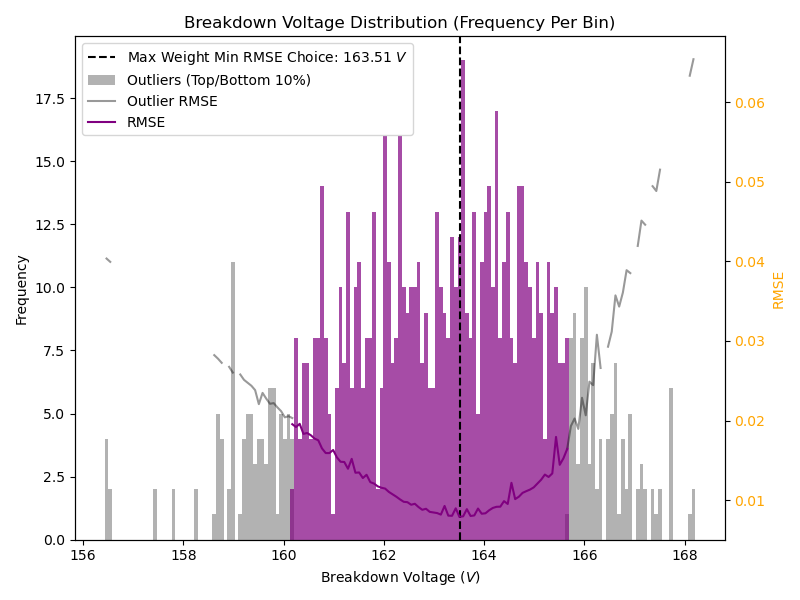 Breakdown Voltage Distribution (Frequency Per Bin)
Max Weight Min RMSE Choice: 163.51 V
Outliers (Top/Bottom 10%)
Outlier RMSE
RMSE
17.5
15.0
12.5
10.0
7.5
5.0
2.5
0.0
Frequency
0.06
0.05
0.04
0.03
0.02
0.01
RMSE
156 158 160 162 164 166 168
Breakdown Voltage (V)